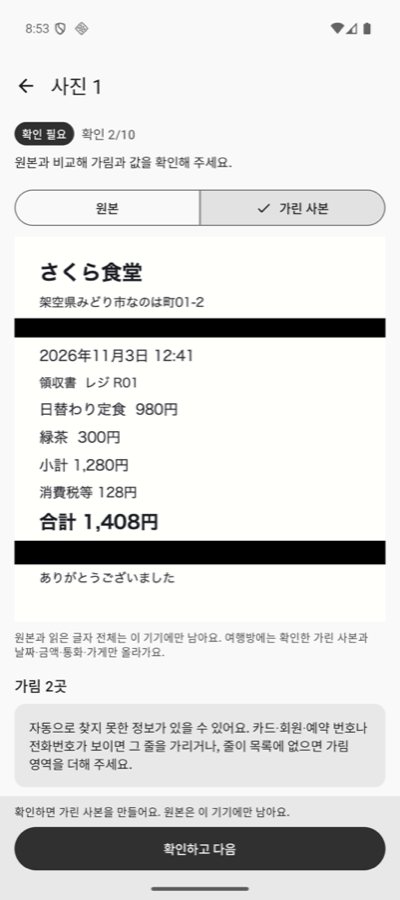 8:53
사진 1
확인 필요 확인 2/10
원본과 비교해 가림과 값을 확인해 주세요.
원본 가린 사본
さくら食堂
架空県みどり市なのは町01-2
2026年11月3日 12:41
領収書 レジ R01
日替わり定食 980円
緑茶 300円
小計 1,280円
消費税等 128円
合計 1,408円
ありがとうございました
원본과 읽은 글자 전체는 이 기기에만 남아요. 여행방에는 확인한 가린 사본과
날짜·금액·통화·가게만 올라가요.
가림 2곳
자동으로 찾지 못한 정보가 있을 수 있어요. 카드·회원·예약 번호나
전화번호가 보이면 그 줄을 가리거나, 줄이 목록에 없으면 가림
영역을 더해 주세요.
확인하면 가린 사본을 만들어요. 원본은 이 기기에만 남아요.
확인하고 다음